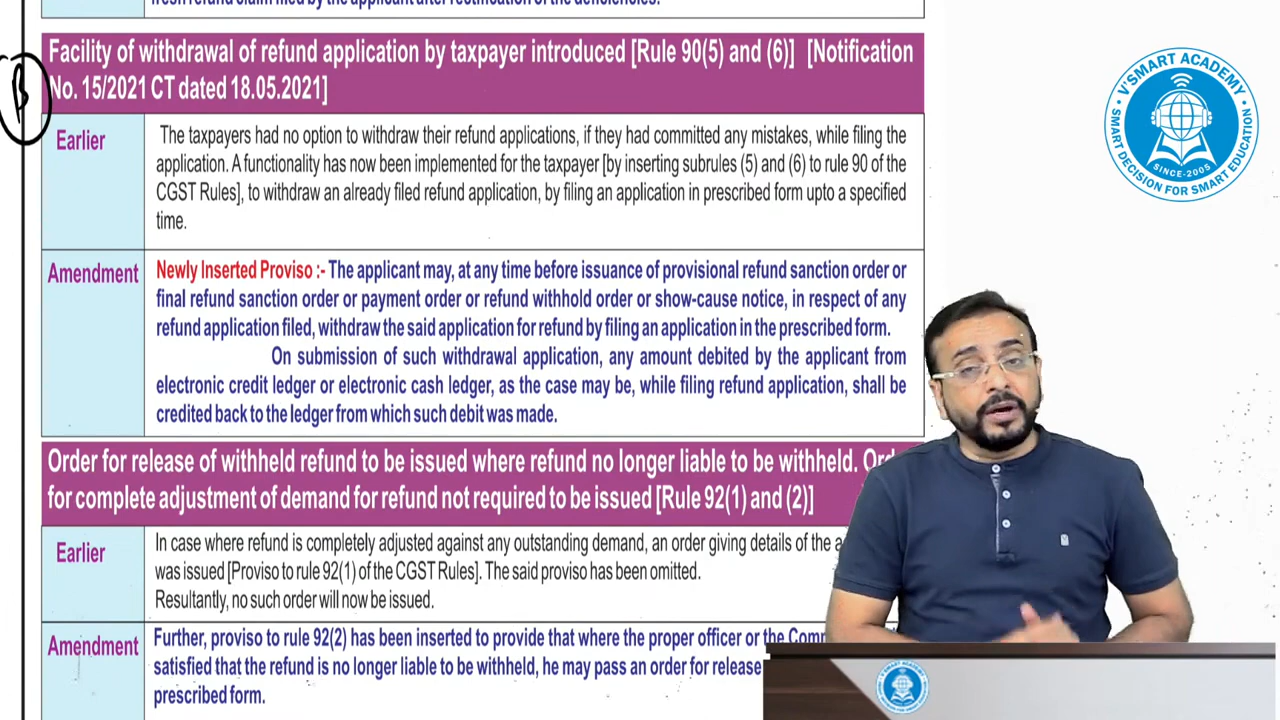 fresh refund claim filed by the applicant after rectification of the deficiencies.
Facility of withdrawal of refund application by taxpayer introduced [Rule 90(5) and (6)] [Notification
No. 15/2021 CT dated 18.05.2021]
B
Earlier
The taxpayers had no option to withdraw their refund applications, if they had committed any mistakes, while filing the
application. A functionality has now been implemented for the taxpayer [by inserting subrules (5) and (6) to rule 90 of the
CGST Rules], to withdraw an already filed refund application, by filing an application in prescribed form upto a specified
time.
Amendment
Newly Inserted Proviso :- The applicant may, at any time before issuance of provisional refund sanction order or
final refund sanction order or payment order or refund withhold order or show-cause notice, in respect of any
refund application filed, withdraw the said application for refund by filing an application in the prescribed form.
On submission of such withdrawal application, any amount debited by the applicant from
electronic credit ledger or electronic cash ledger, as the case may be, while filing refund application, shall be
credited back to the ledger from which such debit was made.
Order for release of withheld refund to be issued where refund no longer liable to be withheld.
for complete adjustment of demand for refund not required to be issued [Rule 92(1) and (2)]
Earlier
In case where refund is completely adjusted against any outstanding demand, an order giving details of the
was issued [Proviso to rule 92(1) of the CGST Rules]. The said proviso has been omitted.
Resultantly, no such order will now be issued.
Amendment
Further, proviso to rule 92(2) has been inserted to provide that where the proper officer or the
satisfied that the refund is no longer liable to be withheld, he may pass an order for release
prescribed form.
V'SMART ACADEMY
SINCE-2005
SMART DECISION FOR SMART EDUCATION
V'SMART ACADEMY